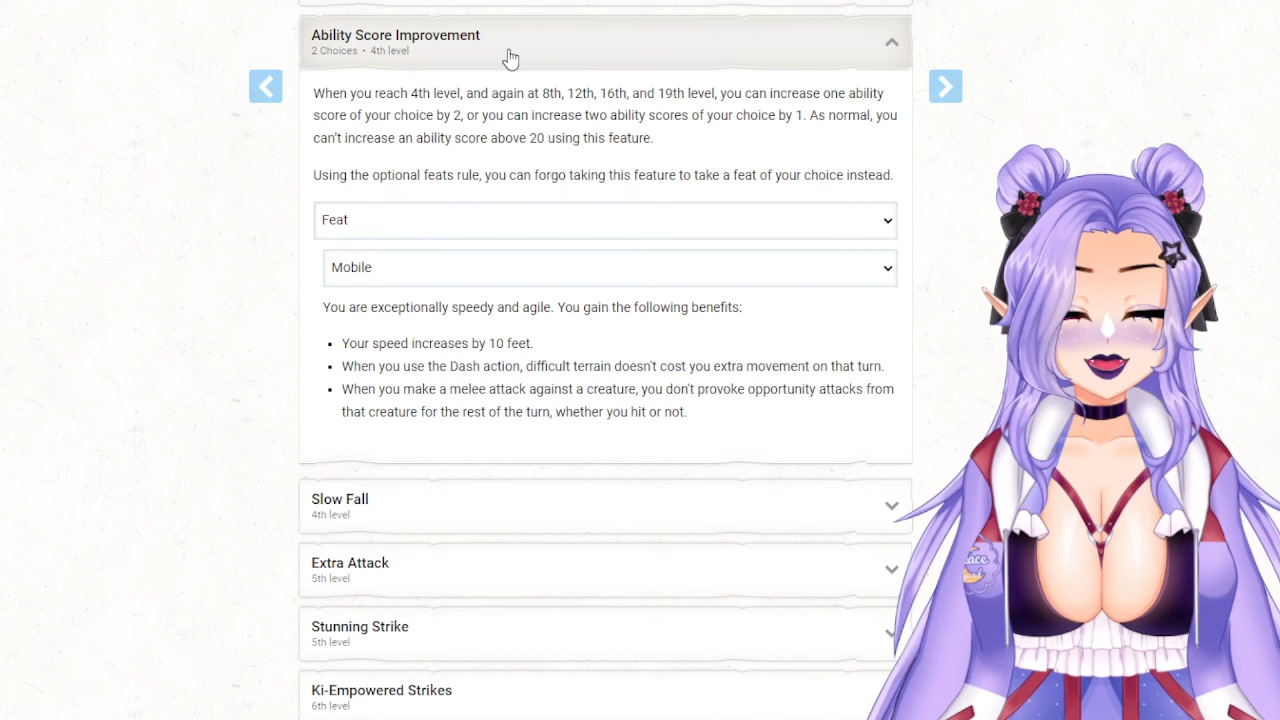 Ability Score Improvement
2 Choices • 4th level
When you reach 4th level, and again at 8th, 12th, 16th, and 19th level, you can increase one ability
score of your choice by 2, or you can increase two ability scores of your choice by 1. As normal, you
can't increase an ability score above 20 using this feature.
Using the optional feats rule, you can forgo taking this feature to take a feat of your choice instead.
Feat
Mobile
You are exceptionally speedy and agile. You gain the following benefits:
• Your speed increases by 10 feet.
• When you use the Dash action, difficult terrain doesn't cost you extra movement on that turn.
• When you make a melee attack against a creature, you don't provoke opportunity attacks from
that creature for the rest of the turn, whether you hit or not.
Slow Fall
4th level
Extra Attack
5th level
Stunning Strike
5th level
Ki-Empowered Strikes
6th level